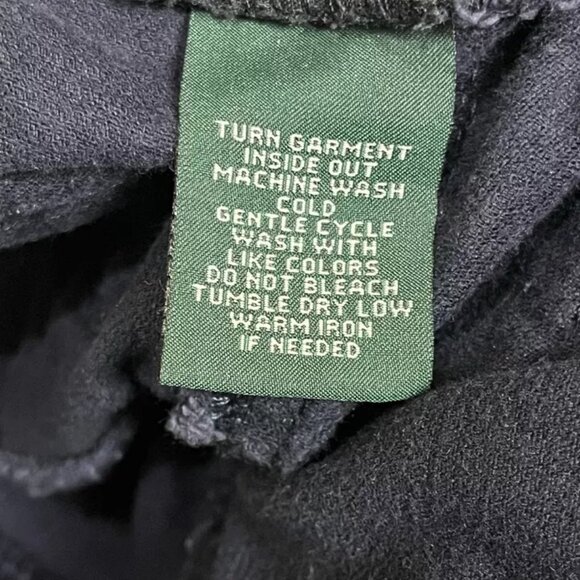 TURN GARMENT
INSIDE OUT
MACHINE WASH
COLD
GENTLE CYCLE
WASH WITH
LIKE COLORS
DO NOT BLEACH
TUMBLE DRY LOW
WARM IRON
IF NEEDED